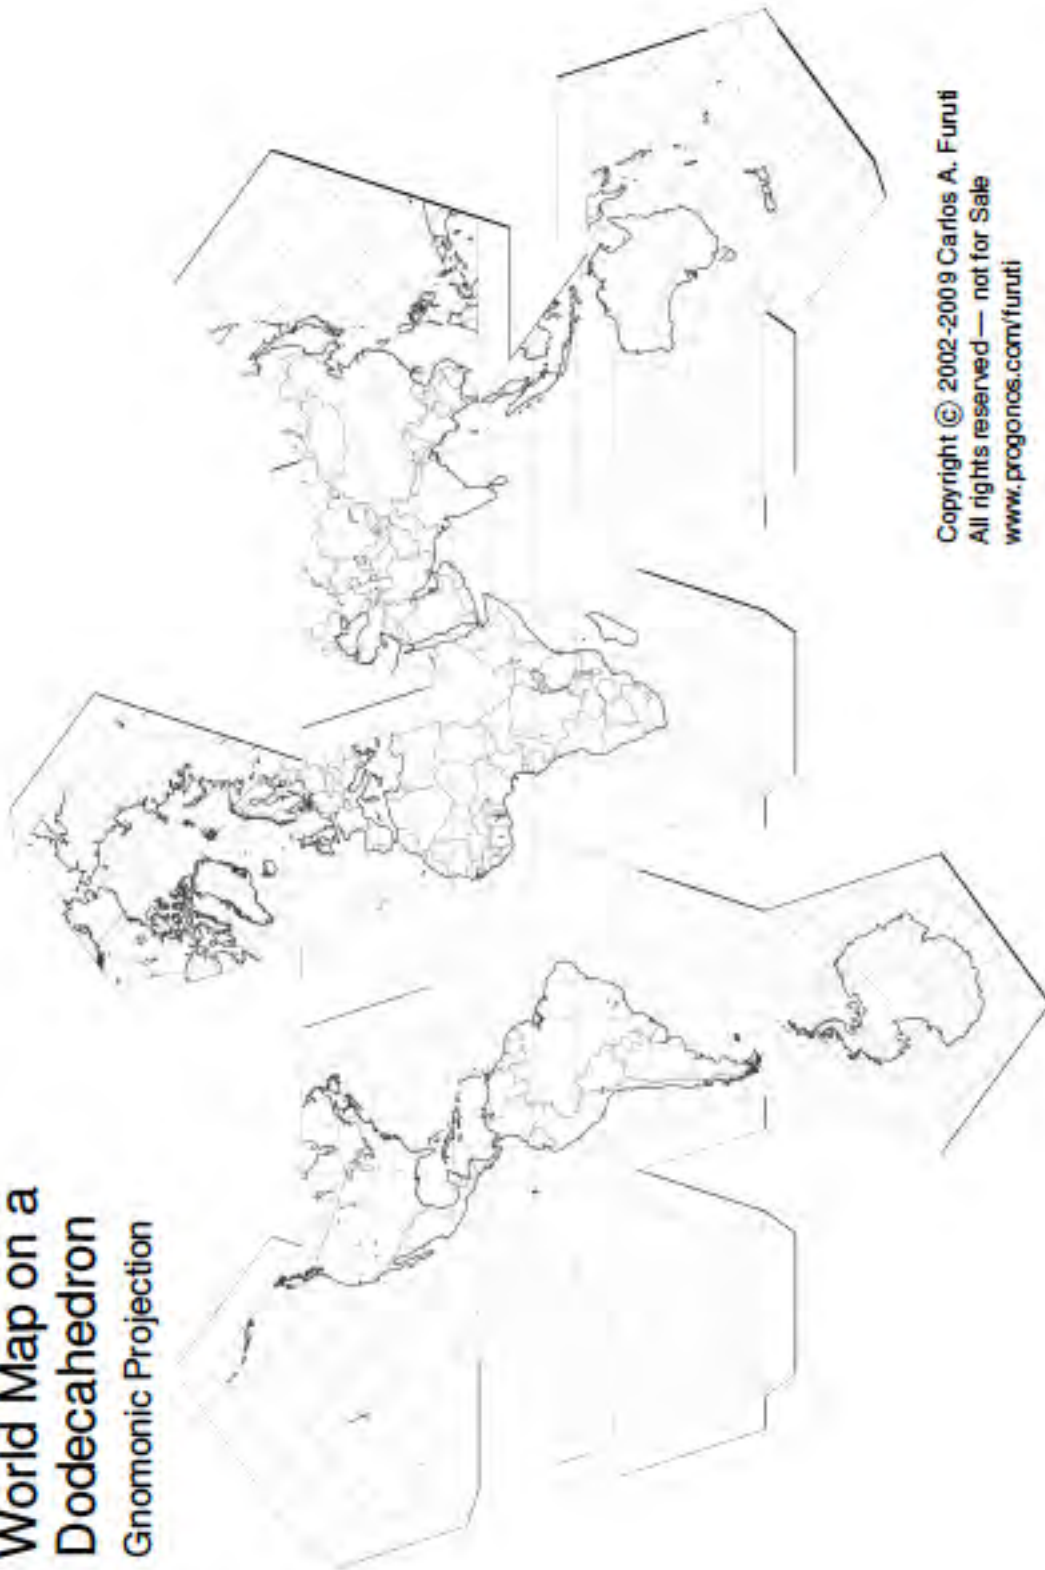 World Map on a
Dodecahedron
Gnomonic Projection
Copyright © 2002-2009 Carlos A. Furuti
All rights reserved — not for Sale
www.progonos.com/furuti